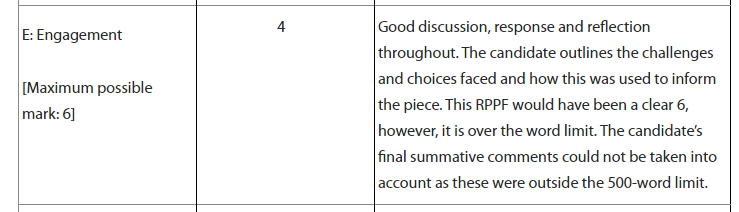 E: Engagement
[Maximum possible
mark: 6]
4
Good discussion, response and reflection
throughout. The candidate outlines the challenges
and choices faced and how this was used to inform
the piece. This RPPF would have been a clear 6,
however, it is over the word limit. The candidate’s
final summative comments could not be taken into
account as these were outside the 500-word limit.